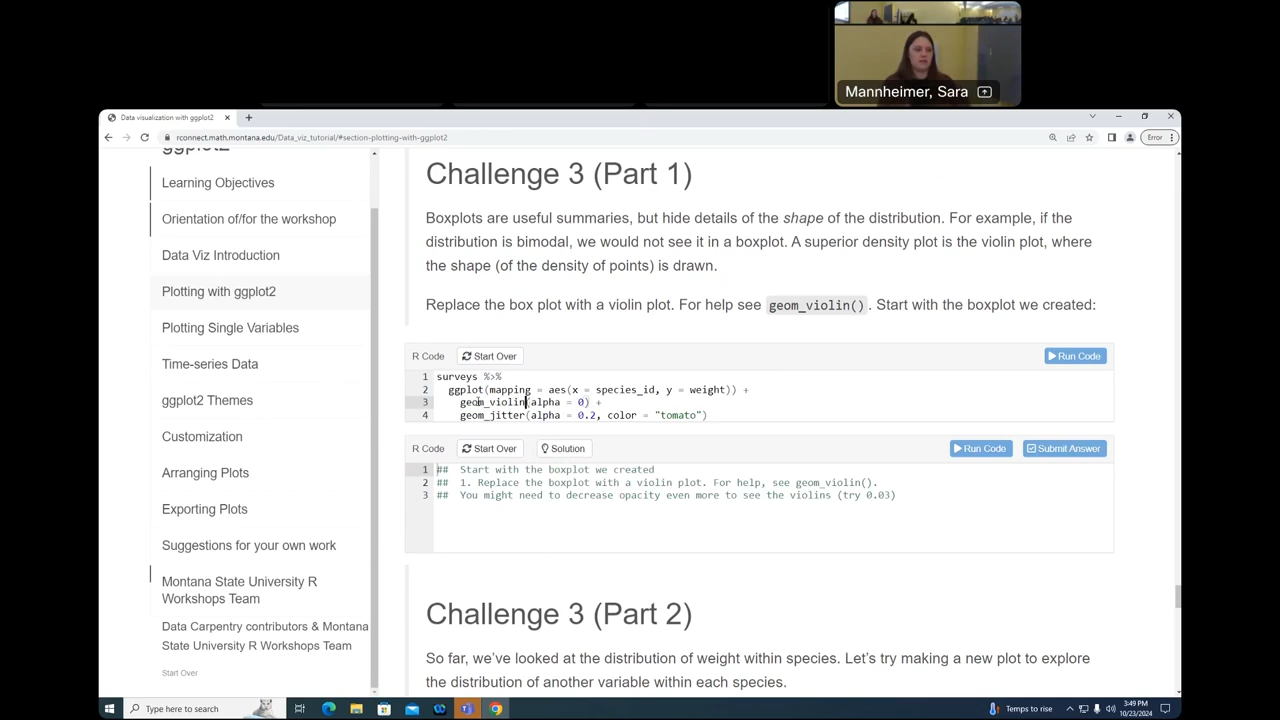 Mannheimer, Sara
Data visualization with ggplot2
rconnect.math.montana.edu/Data_viz_tutorial/#section-plotting-with-ggplot2
Error
ggplot2
Learning Objectives
Orientation of/for the workshop
Data Viz Introduction
Plotting with ggplot2
Plotting Single Variables
Time-series Data
ggplot2 Themes
Customization
Arranging Plots
Exporting Plots
Suggestions for your own work
Montana State University R
Workshops Team
Data Carpentry contributors & Montana
State University R Workshops Team
Start Over
Challenge 3 (Part 1)
Boxplots are useful summaries, but hide details of the shape of the distribution. For example, if the
distribution is bimodal, we would not see it in a boxplot. A superior density plot is the violin plot, where
the shape (of the density of points) is drawn.
Replace the box plot with a violin plot. For help see geom_violin() . Start with the boxplot we created:
R Code Start Over Run Code
1 surveys %>%
2 ggplot(mapping = aes(x = species_id, y = weight)) +
3 geom_violin(alpha = 0) +
4 geom_jitter(alpha = 0.2, color = "tomato")
R Code Start Over Solution Run Code Submit Answer
1 ## Start with the boxplot we created
2 ## 1. Replace the boxplot with a violin plot. For help, see geom_violin().
3 ## You might need to decrease opacity even more to see the violins (try 0.03)
Challenge 3 (Part 2)
So far, we've looked at the distribution of weight within species. Let's try making a new plot to explore
the distribution of another variable within each species.
Type here to search
Temps to rise
3:49 PM
10/23/2024